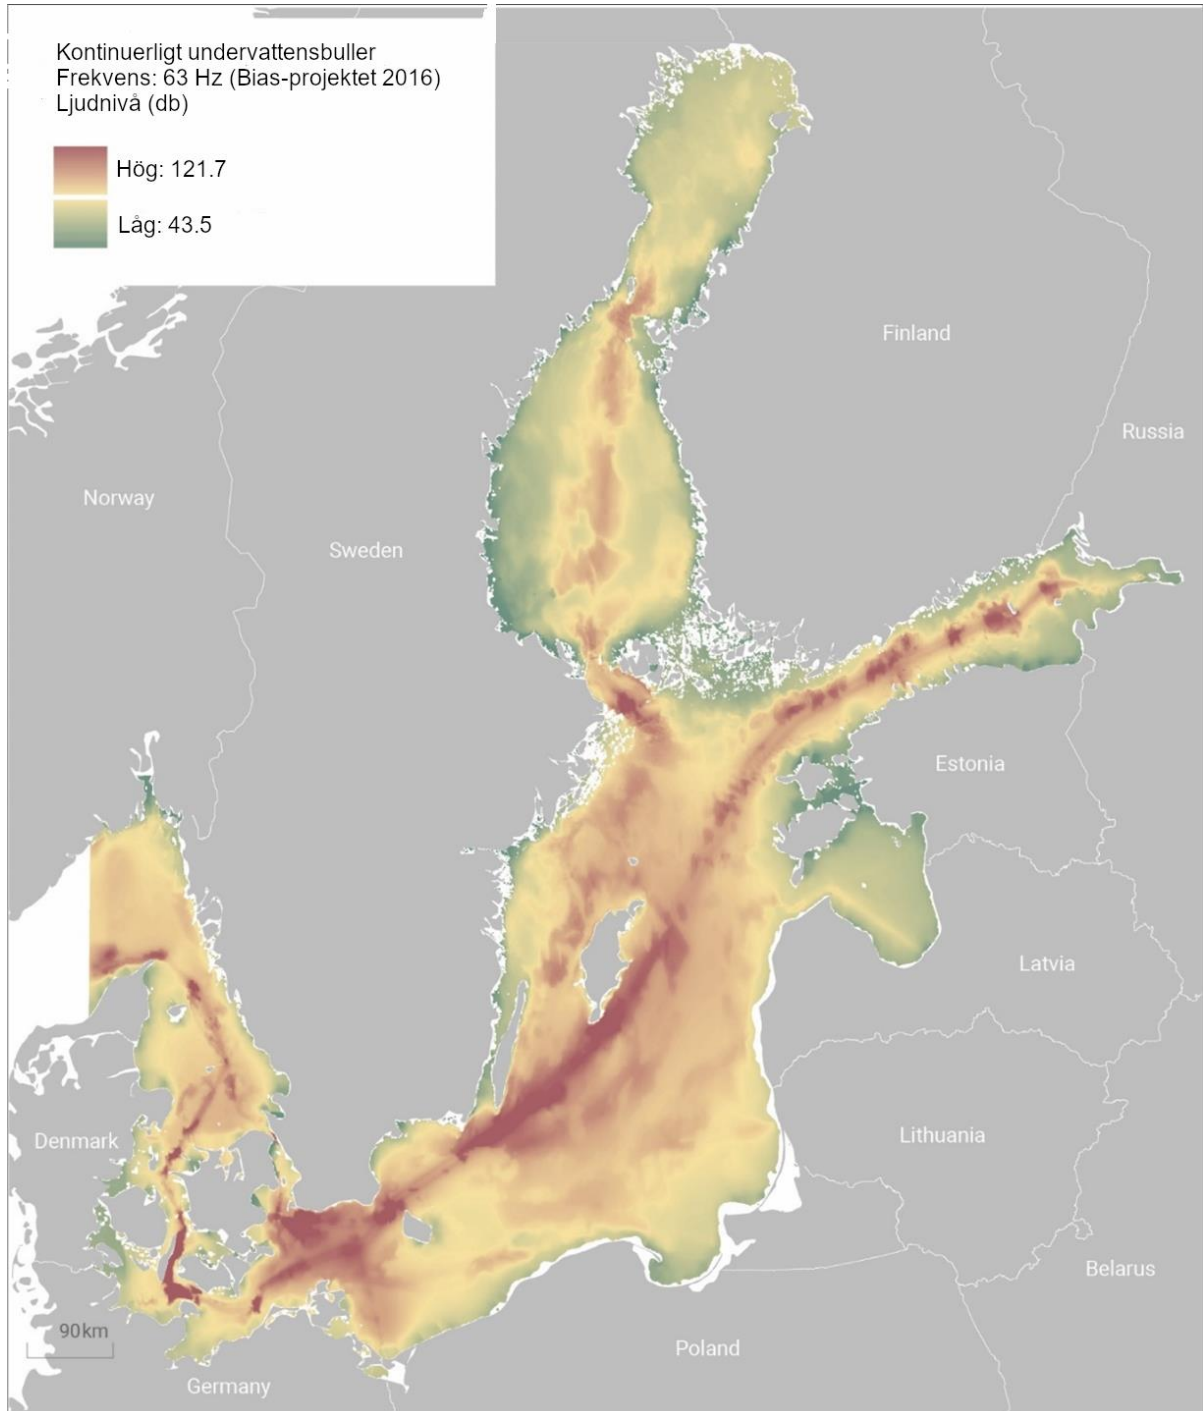 Kontinuerligt undervattensbuller
Frekvens: 63 Hz (Bias-projektet 2016)
Ljudnivå (db)
Hög: 121.7
Låg: 43.5
Finland
Russia
Norway
Sweden
Estonia
Latvia
Denmark
Lithuania
Belarus
90km
Poland
Germany